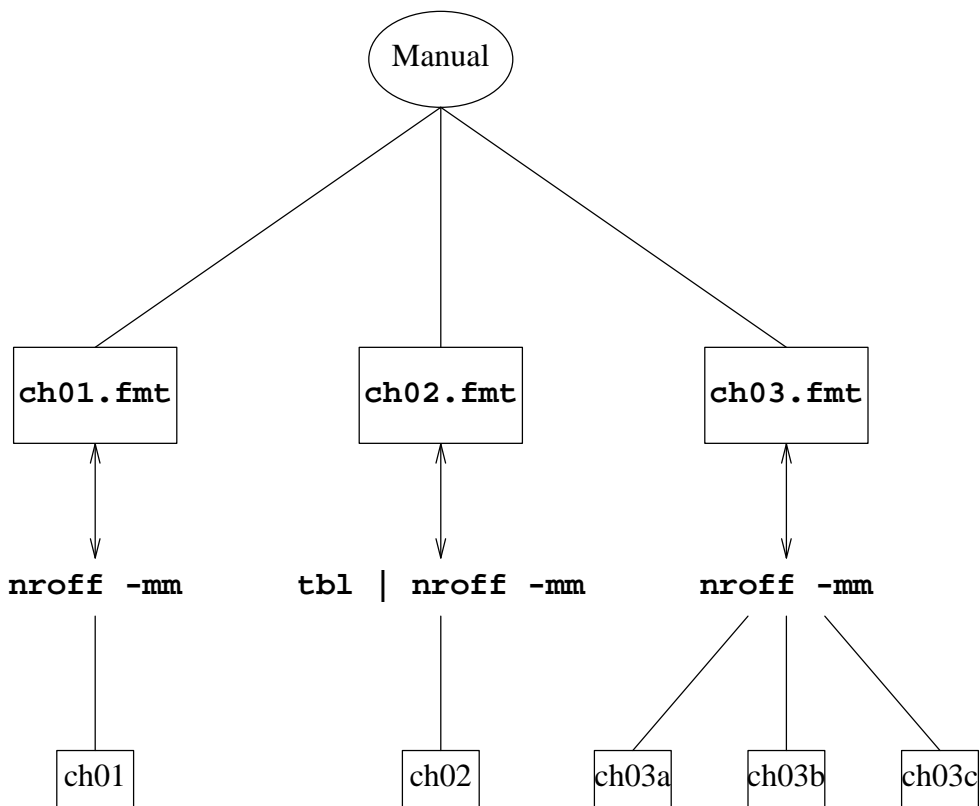 Manual
ch01.fmt
ch02.fmt
ch03.fmt
nroff -mm
tbl | nroff -mm
nroff -mm
ch01
ch02
ch03a
ch03b
ch03c